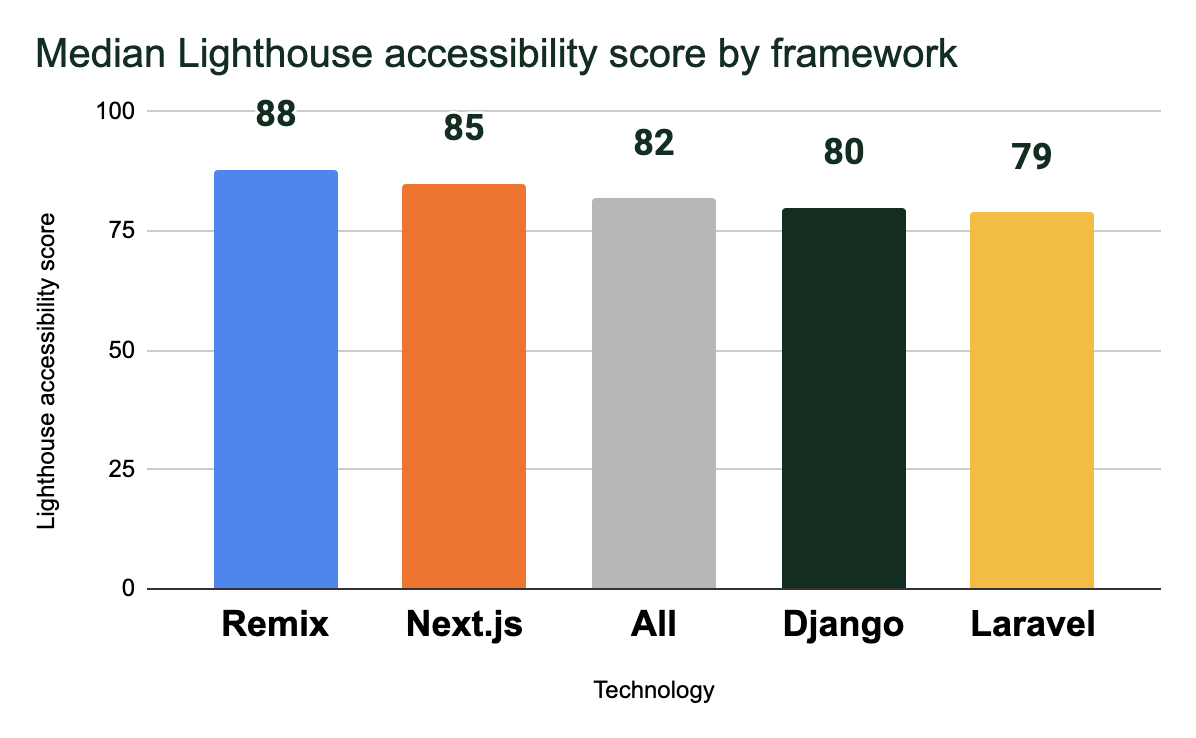 Median Lighthouse accessibility score by framework
100
75
50
25
0
Lighthouse accessibility score
88
85
82
80
79
Remix
Next.js
All
Django
Laravel
Technology